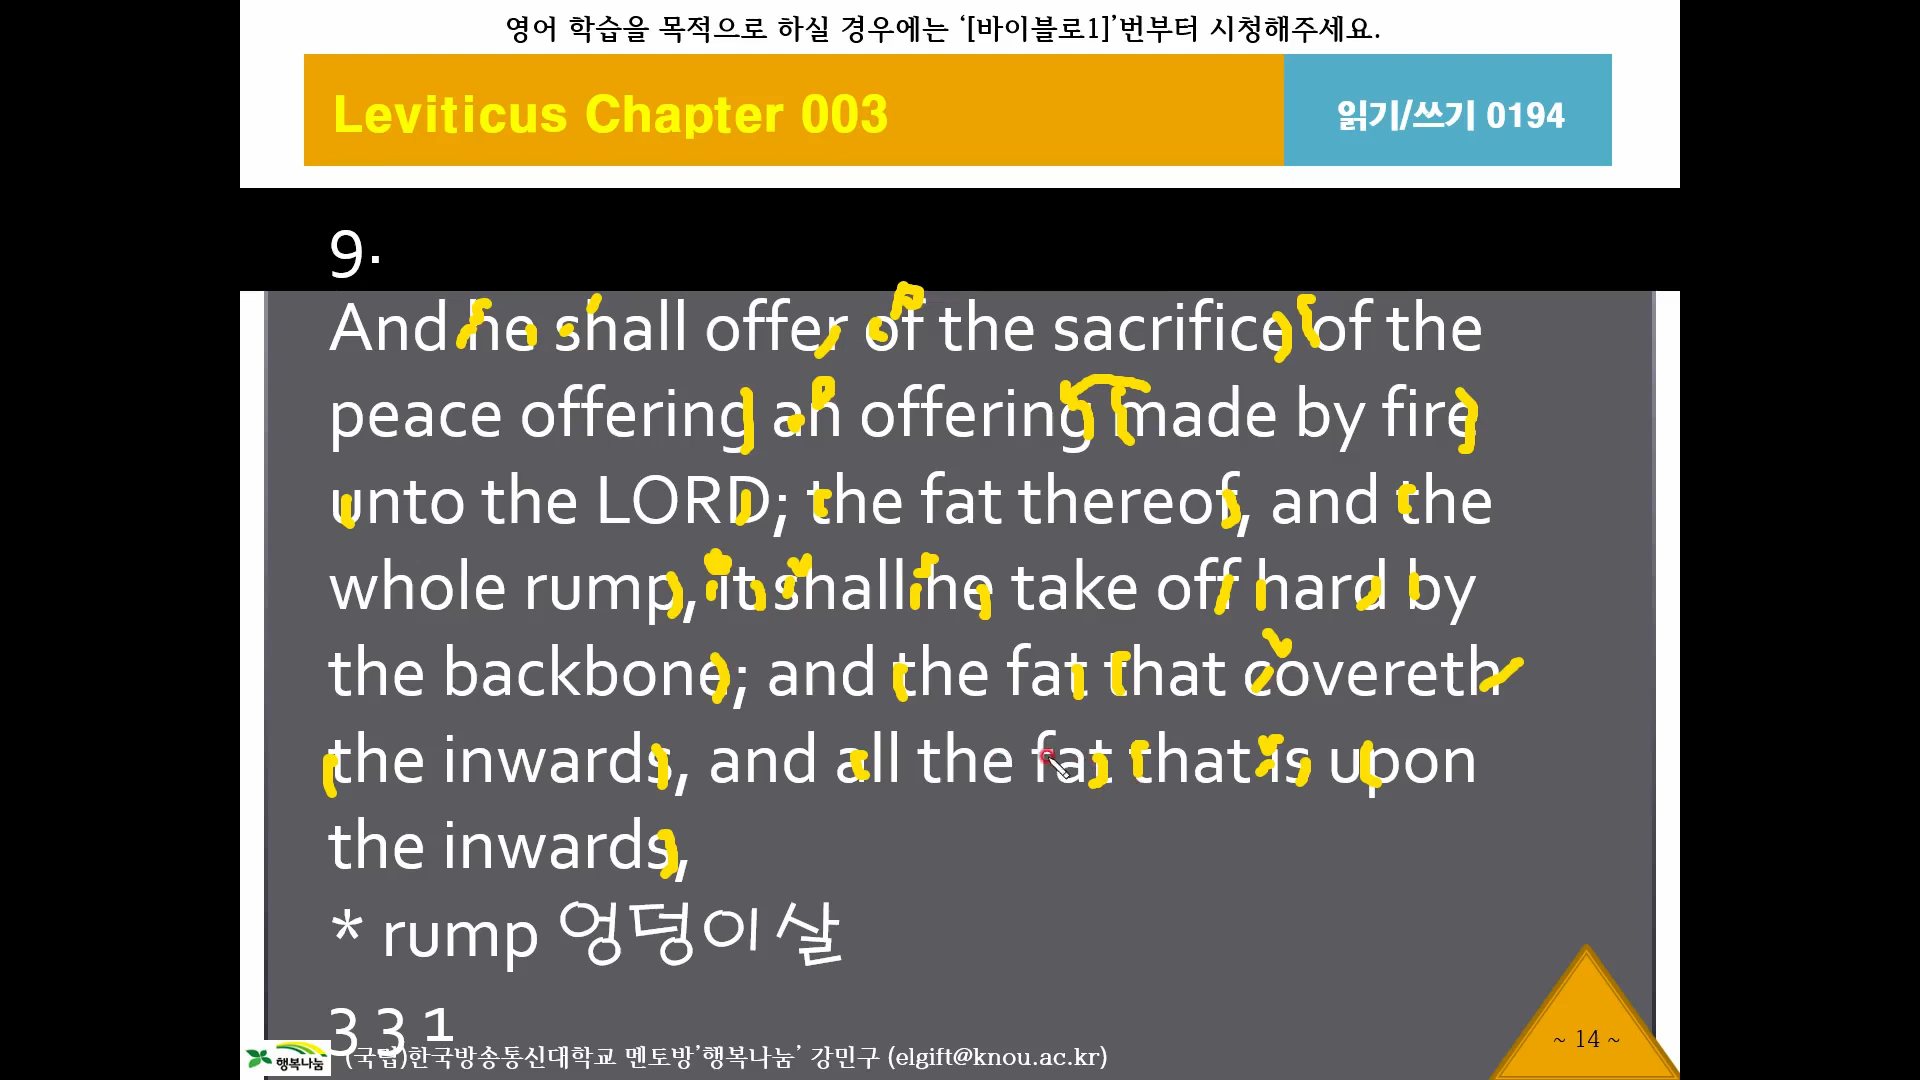 영어 학습을 목적으로 하실 경우에는 ‘[바이블로1]’번부터 시청해주세요.
Leviticus Chapter 003
읽기/쓰기 0194
9.
And he shall offer of the sacrifice of the
peace offering an offering made by fire
unto the LORD; the fat thereof, and the
whole rump, it shall he take off hard by
the backbone; and the fat that covereth
the inwards, and all the fat that is upon
the inwards,
* rump 엉덩이살
331
행복나눔
(국립)한국방송통신대학교 멘토방’행복나눔’ 강민구 (elgift@knou.ac.kr)
~ 14 ~